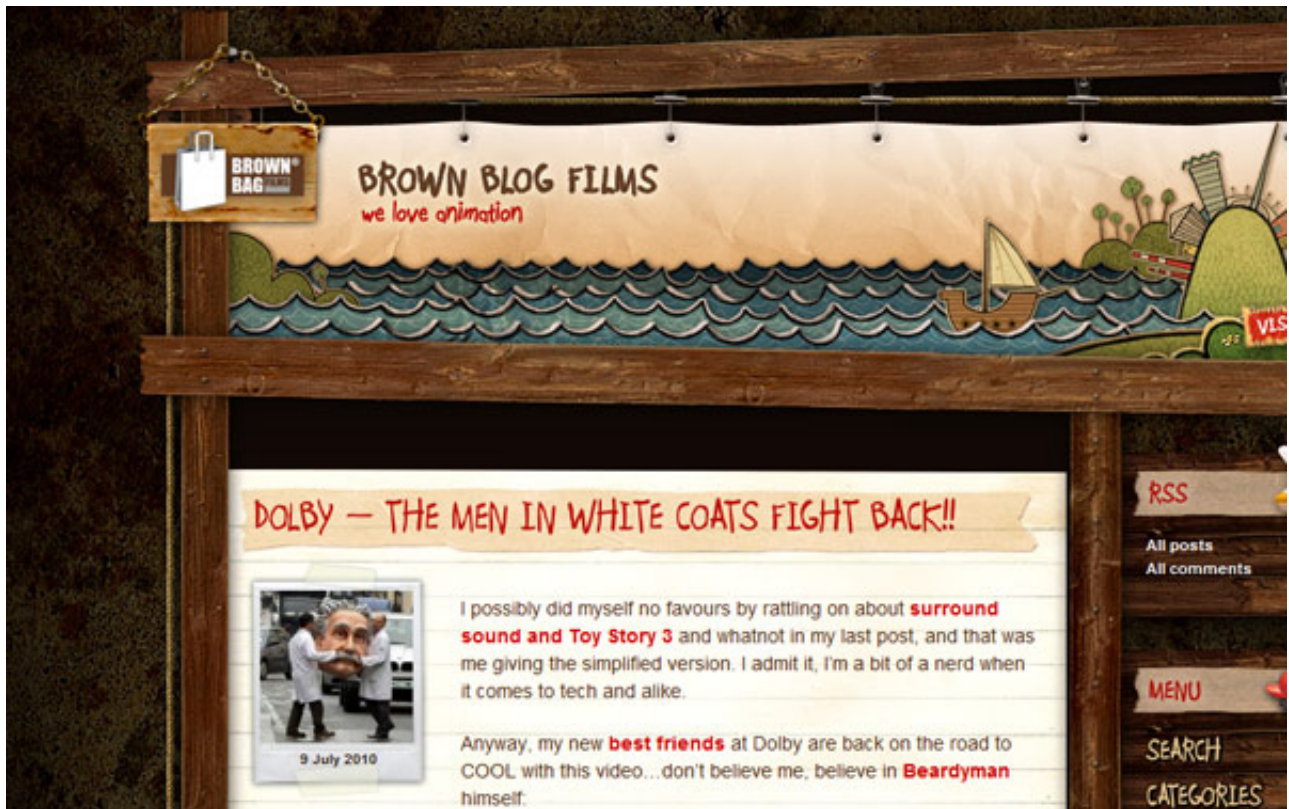 BROWN®
BAG FILMS
BROWN BLOG FILMS
we love animation
VIS
DOLBY – THE MEN IN WHITE COATS FIGHT BACK!!
I possibly did myself no favours by rattling on about surround
sound and Toy Story 3 and whatnot in my last post, and that was
me giving the simplified version. I admit it, I'm a bit of a nerd when
it comes to tech and alike.
9 July 2010
Anyway, my new best friends at Dolby are back on the road to
COOL with this video...don't believe me, believe in Beardyman
himself:
RSS
All posts
All comments
MENU
SEARCH
CATEGORIES